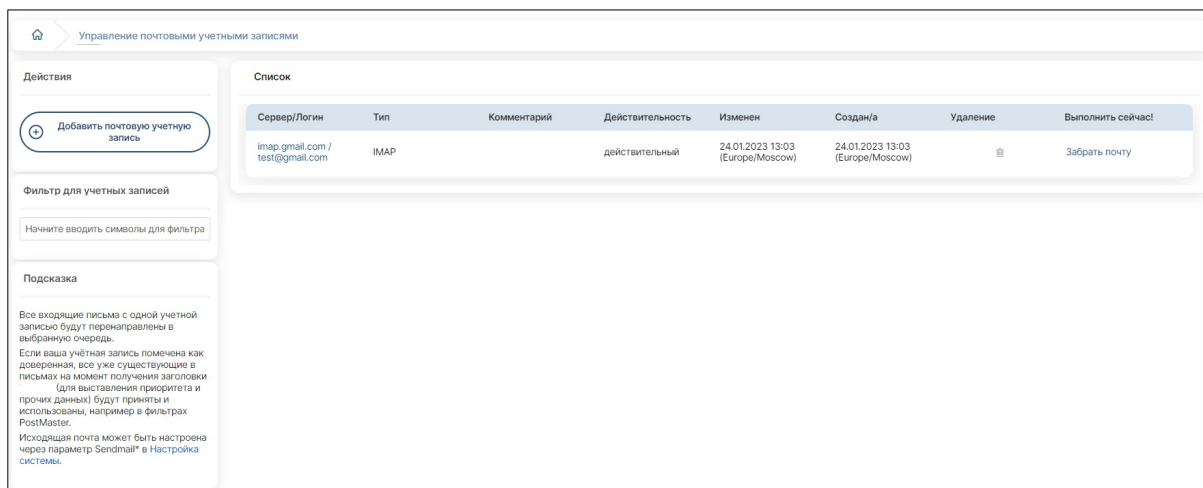 Управление почтовыми учетными записями
Действия
Добавить почтовую учетную
запись
Фильтр для учетных записей
Начните вводить символы для фильтра
Подсказка
Все входящие письма с одной учетной
записью будут перенаправлены в
выбранную очередь.
Если ваша учётная запись помечена как
доверенная, все уже существующие в
письмах на момент получения заголовки
(для выставления приоритета и
прочих данных) будут приняты и
использованы, например в фильтрах
PostMaster.
Исходящая почта может быть настроена
через параметр Sendmail* в Настройка
системы.
Список
Сервер/Логин Тип Комментарий Действительность Изменен Создан/а Удаление Выполнить сейчас!
imap.gmail.com / IMAP действительный 24.01.2023 13:03 24.01.2023 13:03 Забрать почту
test@gmail.com (Europe/Moscow) (Europe/Moscow)